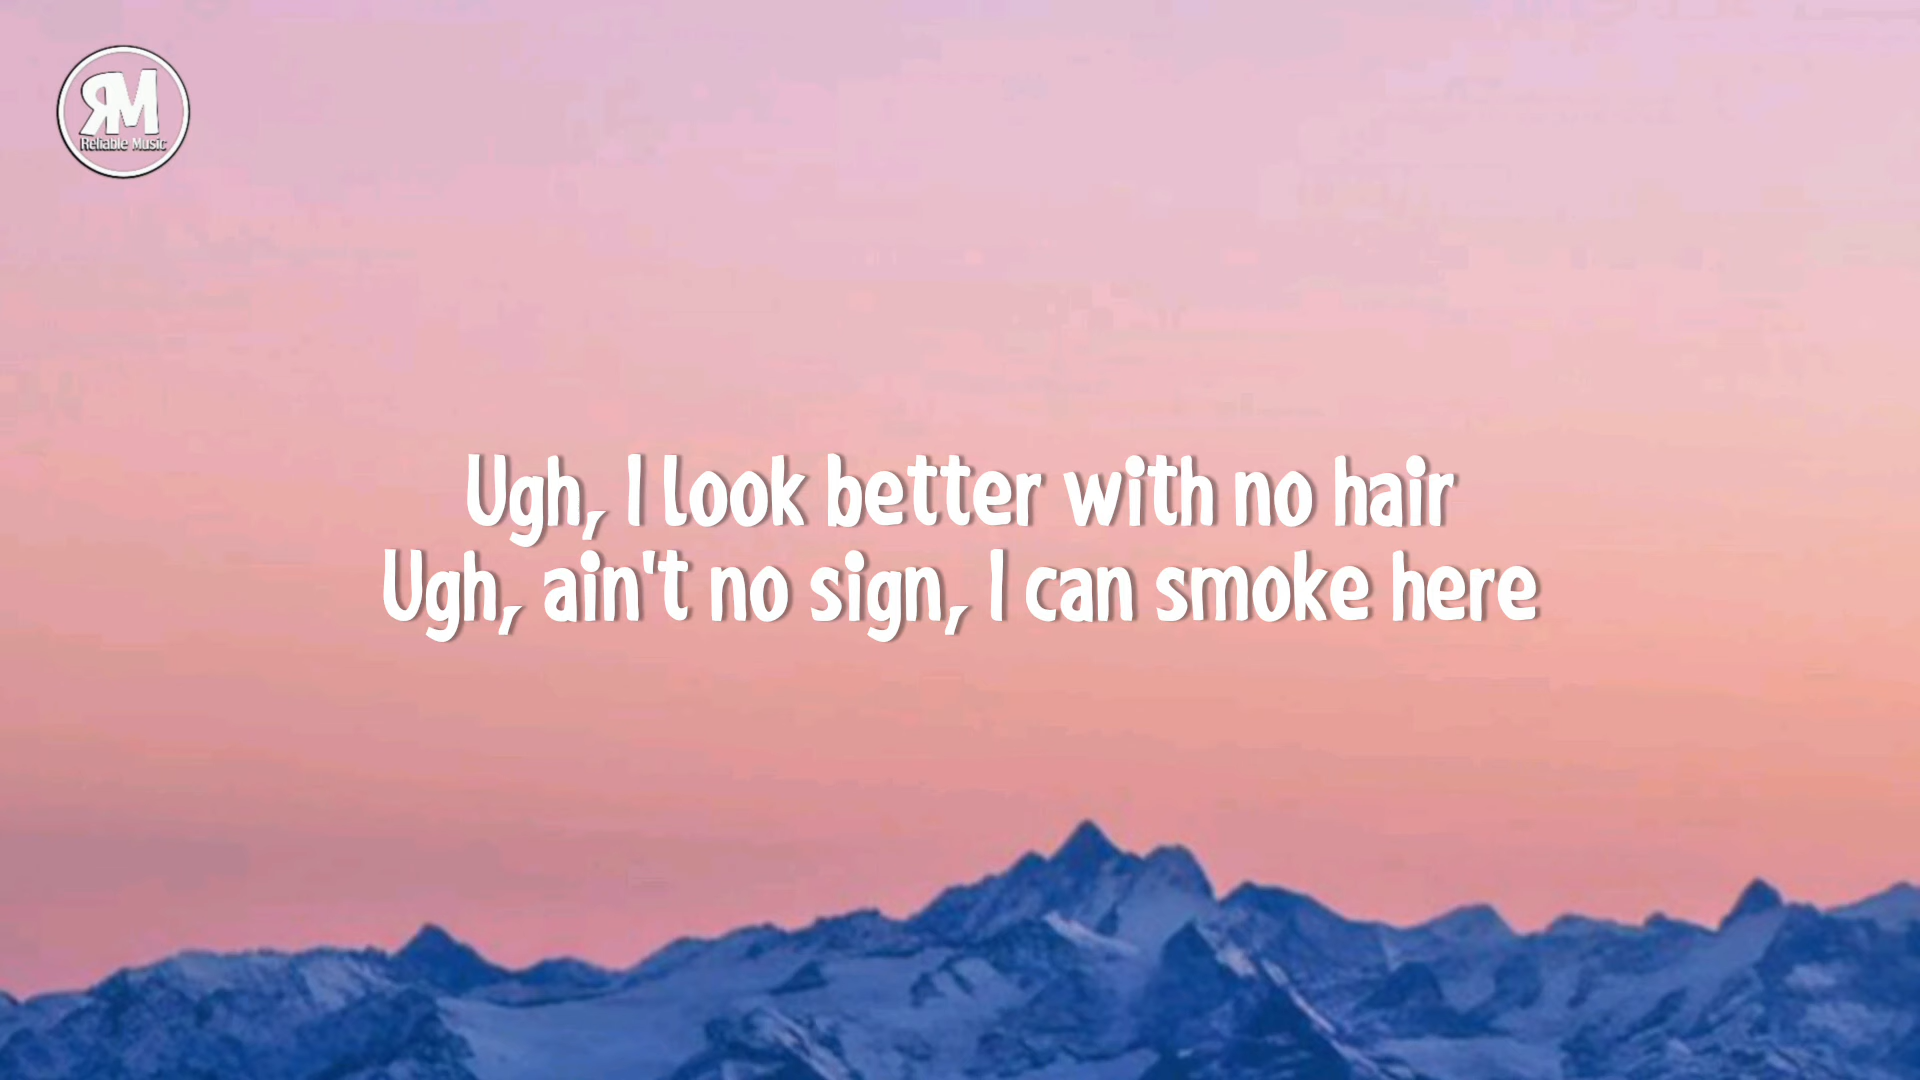 RM
Reliable Music
Ugh, I look better with no hair
Ugh, ain't no sign, I can smoke here